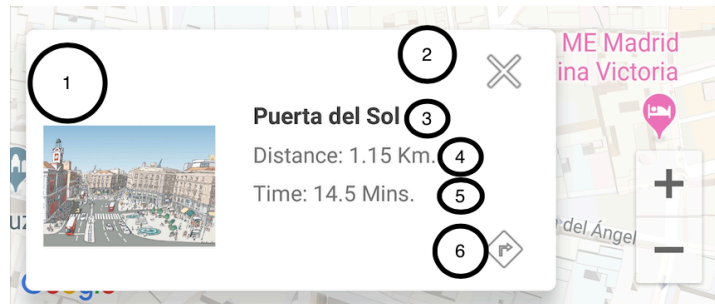 1
2
ME Madrid
ina Victoria
Puerta del Sol
3
Distance: 1.15 Km.
4
Time: 14.5 Mins.
5
del Ángel
6
Google